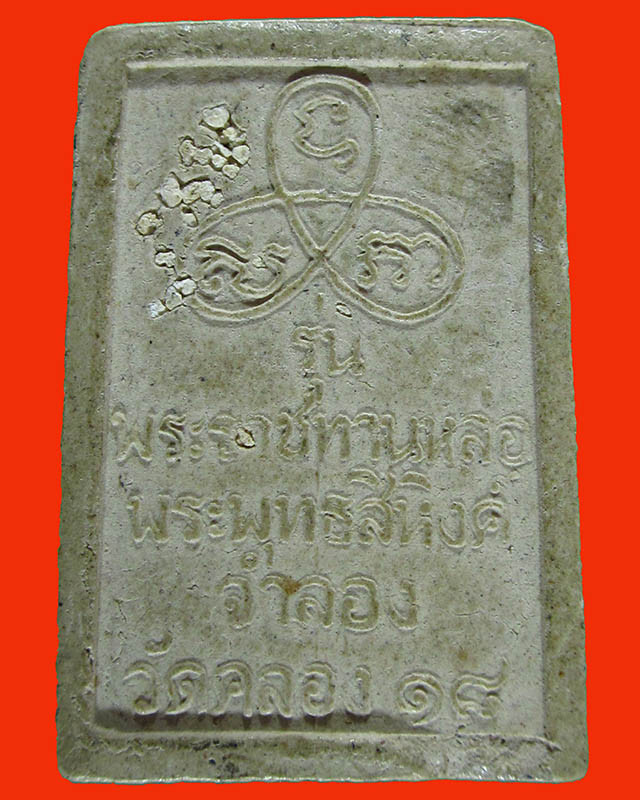 รุ่น
พระราชทานหล่อ
พระพุทธสีหิงค์
จำลอง
วัดคลอง ๑๘